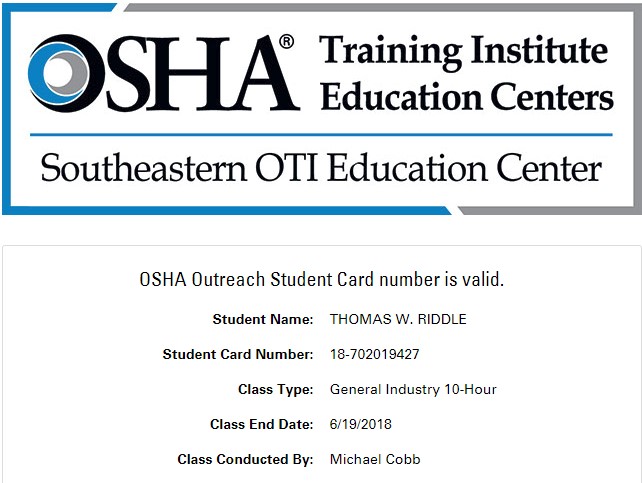 OSHA® Training Institute
Education Centers
Southeastern OTI Education Center
OSHA Outreach Student Card number is valid.
Student Name: THOMAS W. RIDDLE
Student Card Number: 18-702019427
Class Type: General Industry 10-Hour
Class End Date: 6/19/2018
Class Conducted By: Michael Cobb